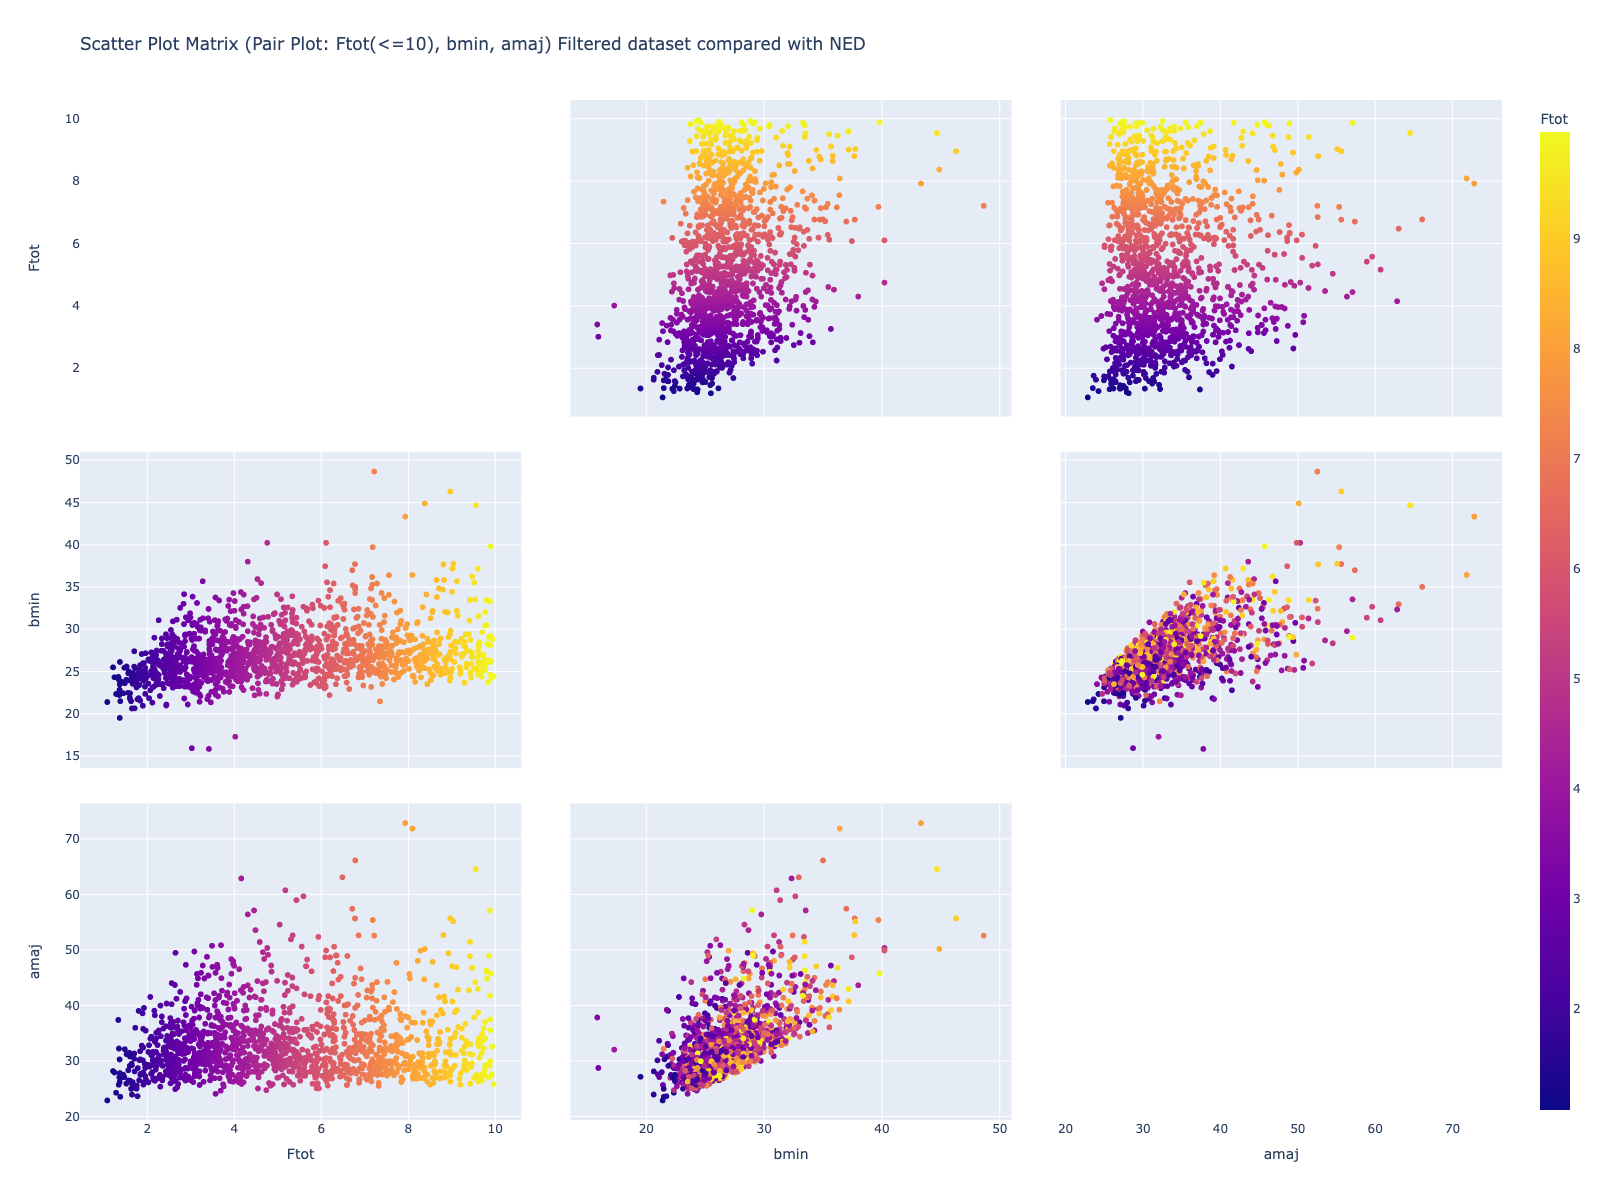 Scatter Plot Matrix (Pair Plot: Ftot(<=10), bmin, amaj) Filtered dataset compared with NED
Ftot
10
8
6
4
2
Ftot
9
8
7
6
5
4
3
2
bmin
50
45
40
35
30
25
20
15
amaj
70
60
50
40
30
20
2 4 6 8 10
20 30 40 50
20 30 40 50 60 70
Ftot
bmin
amaj